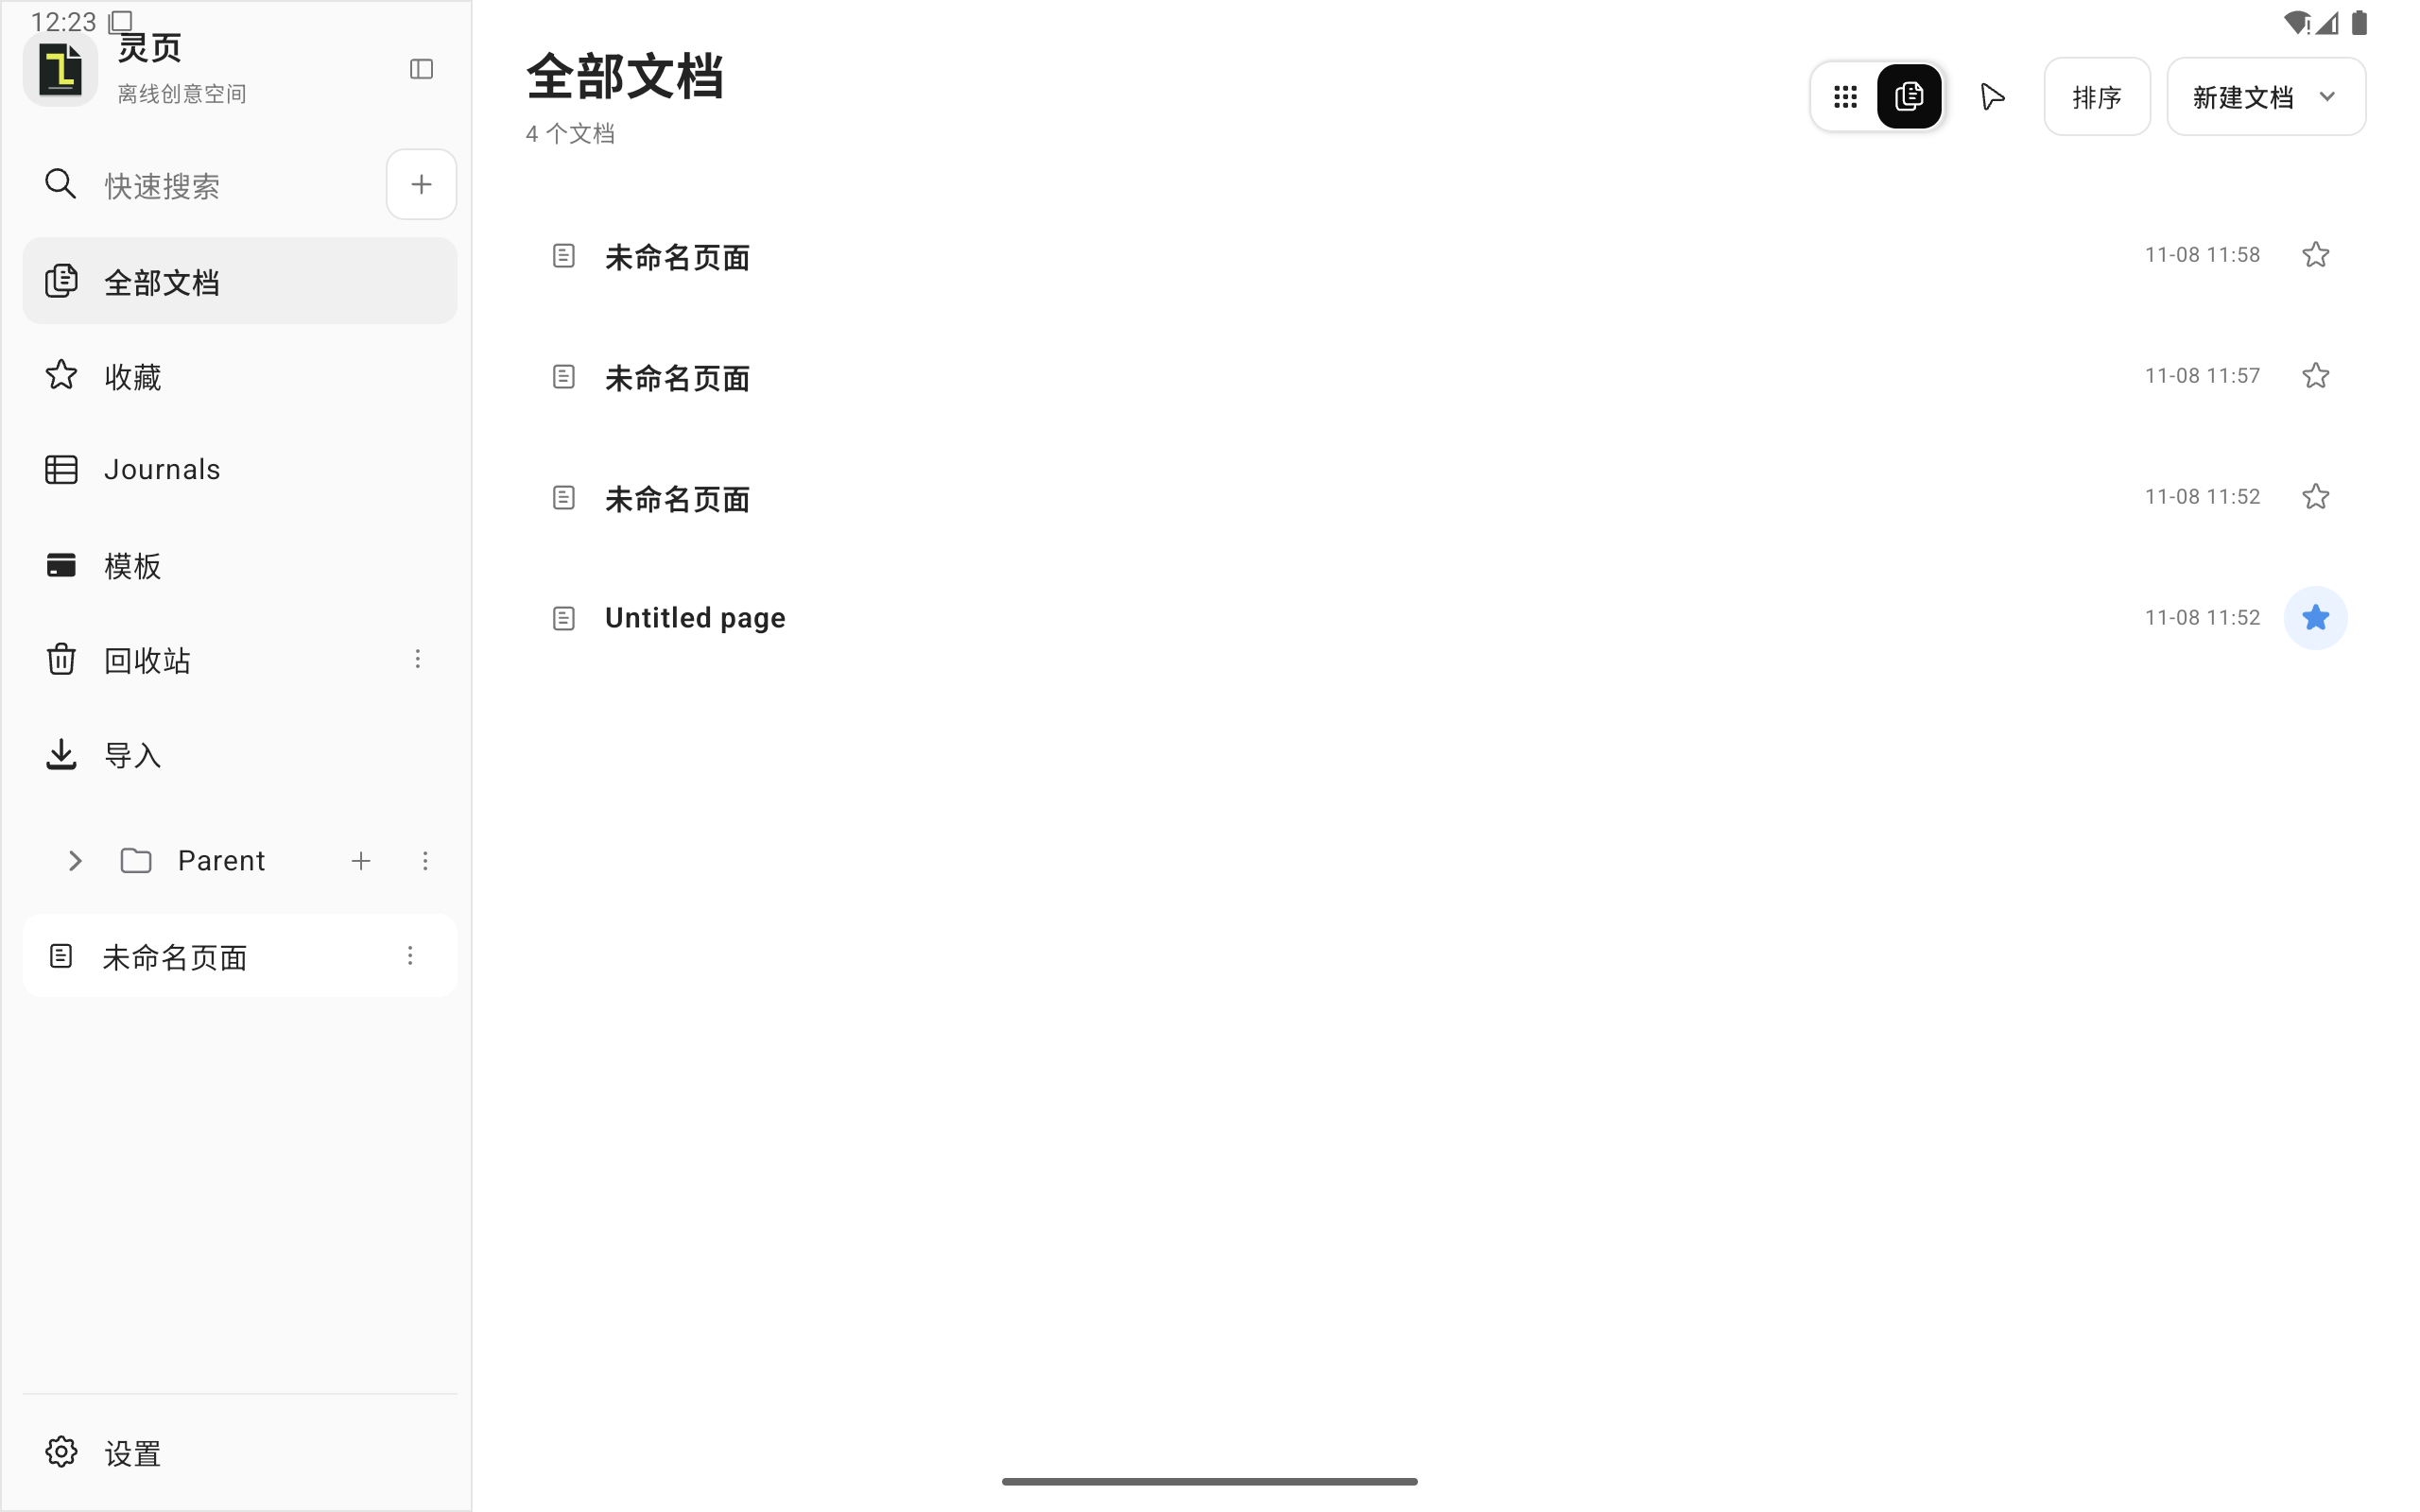 12:23
灵页
离线创意空间
快速搜索
全部文档
收藏
Journals
模板
回收站
导入
Parent
未命名页面
设置
全部文档
4 个文档
排序
新建文档
未命名页面 11-08 11:58
未命名页面 11-08 11:57
未命名页面 11-08 11:52
Untitled page 11-08 11:52